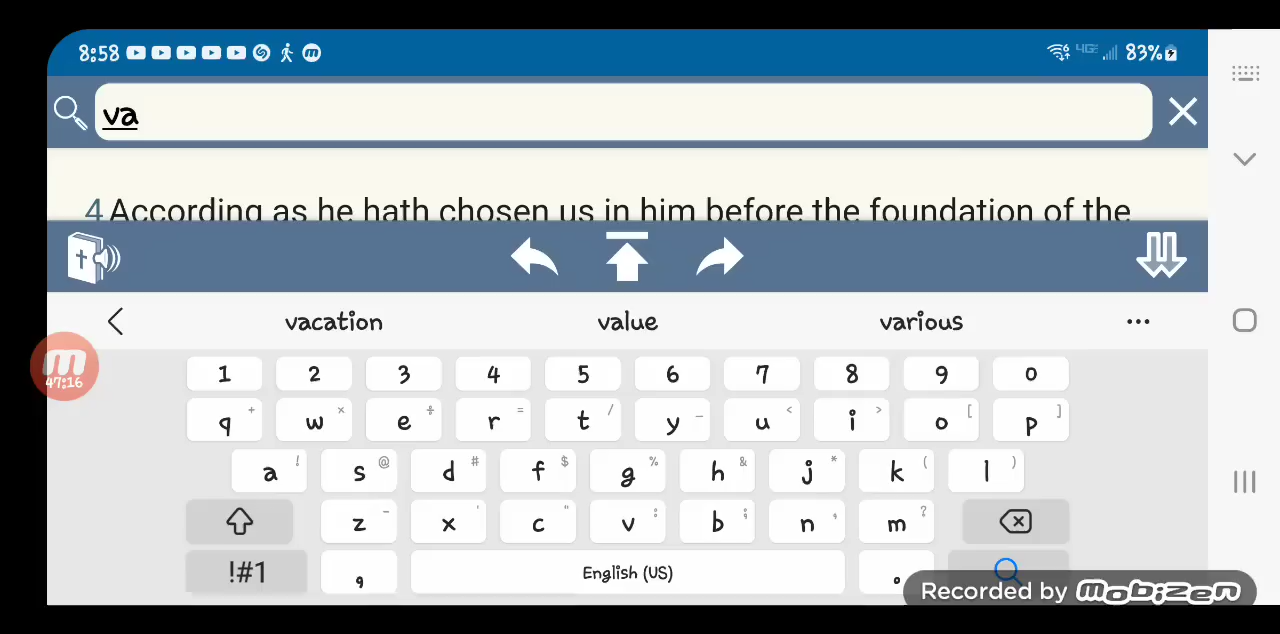 8:58 4GE 83%
va
4 According as he hath chosen us in him before the foundation of the
vacation value various ...
47:16
1 2 3 4 5 6 7 8 9 0
q + w × e ÷ r = t / y _ u < i > o [ p ]
a ! s @ d # f $ g % h & j * k ( l )
z - x ' c " v : b ; n , m ?
!#1 , English (US) .
Recorded by mobizen